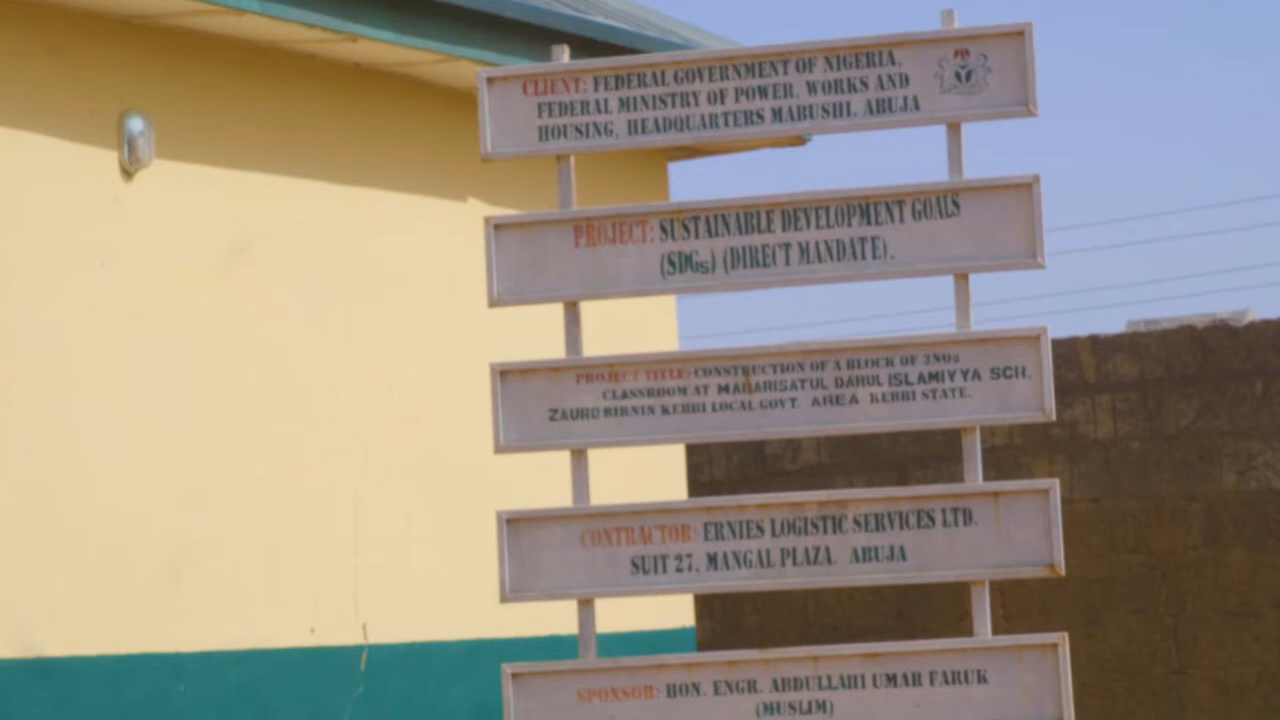 CLIENT: FEDERAL GOVERNMENT OF NIGERIA,
FEDERAL MINISTRY OF POWER, WORKS AND
HOUSING, HEADQUARTERS MABUSHI, ABUJA
PROJECT: SUSTAINABLE DEVELOPMENT GOALS
(SDGs) (DIRECT MANDATE).
PROJECT TITLE: CONSTRUCTION OF A BLOCK OF 3NOs
CLASSROOM AT MADARISATUL DARUL ISLAMIYYA SCH.
ZAURO BIRNIN KEBBI LOCAL GOVT. AREA KEBBI STATE.
CONTRACTOR: ERNIES LOGISTIC SERVICES LTD.
SUIT 27, MANGAL PLAZA, ABUJA
SPONSOR: HON. ENGR. ABDULLAHI UMAR FARUK
(MUSLIM)